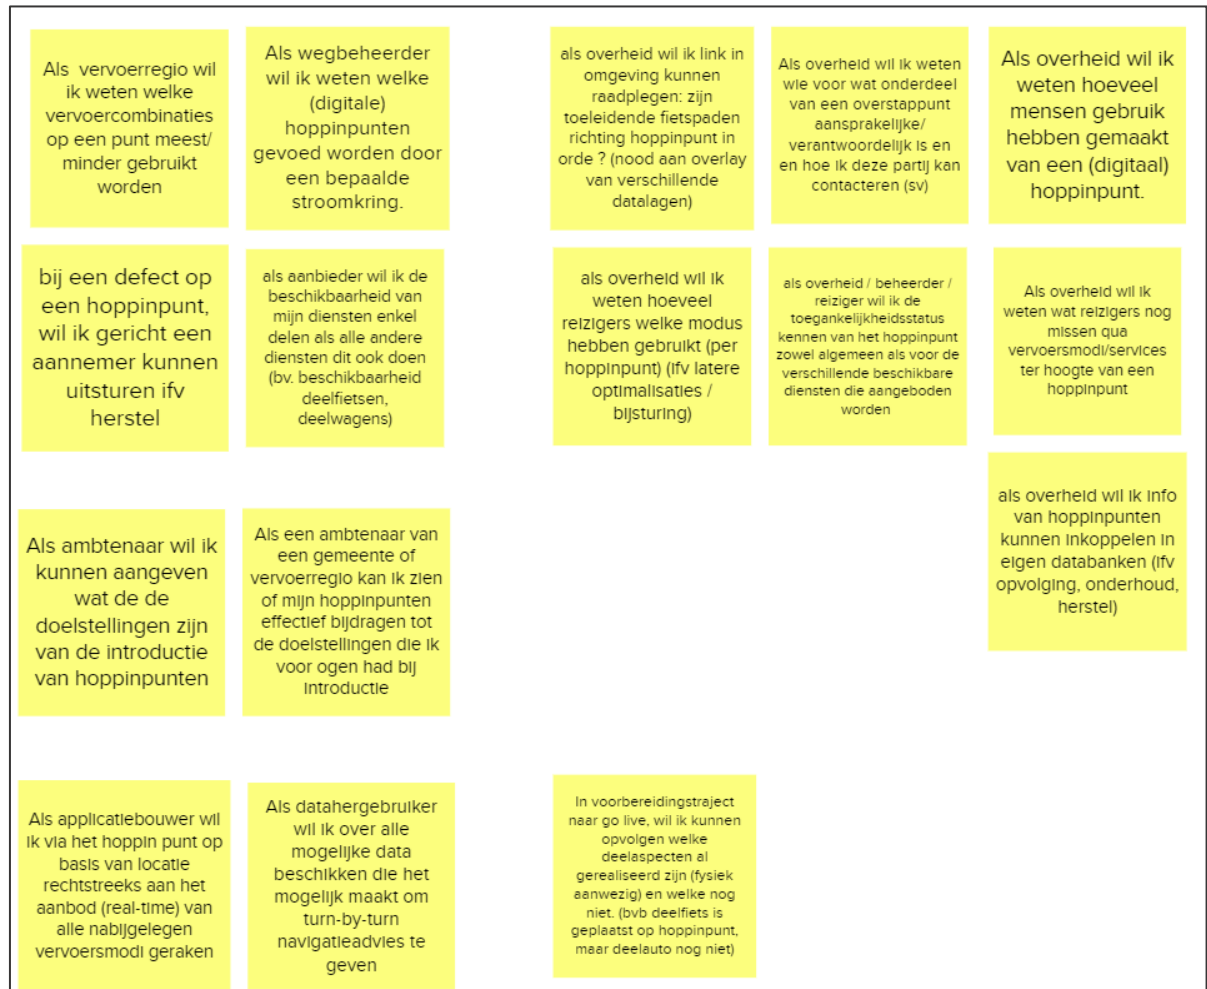 Als vervoerregio wil
ik weten welke
vervoercombinaties
op een punt meest/
minder gebruikt
worden
Als wegbeheerder
wil ik weten welke
(digitale)
hoppinpunten
gevoed worden door
een bepaalde
stroomkring.
als overheid wil ik link in
omgeving kunnen
raadplegen: zijn
toeleidende fietspaden
richting hoppinpunt in
orde ? (nood aan overlay
van verschillende
datalagen)
Als overheid wil ik weten
wie voor wat onderdeel
van een overstappunt
aansprakelijke/
verantwoordelijk is en
en hoe ik deze partij kan
contacteren (sv)
Als overheid wil ik
weten hoeveel
mensen gebruik
hebben gemaakt
van een (digitaal)
hoppinpunt.
bij een defect op
een hoppinpunt,
wil ik gericht een
aannemer kunnen
uitsturen ifv
herstel
als aanbieder wil ik de
beschikbaarheid van
mijn diensten enkel
delen als alle andere
diensten dit ook doen
(bv. beschikbaarheid
deelfietsen,
deelwagens)
als overheid wil ik
weten hoeveel
reizigers welke modus
hebben gebruikt (per
hoppinpunt) (ifv latere
optimalisaties /
bijsturing)
als overheid / beheerder /
reiziger wil ik de
toegankelijkheidsstatus
kennen van het hoppinpunt
zowel algemeen als voor de
verschillende beschikbare
diensten die aangeboden
worden
Als overheid wil ik
weten wat reizigers nog
missen qua
vervoersmodi/services
ter hoogte van een
hoppinpunt
als overheid wil ik info
van hoppinpunten
kunnen inkoppelen in
eigen databanken (ifv
opvolging, onderhoud,
herstel)
Als ambtenaar wil ik
kunnen aangeven
wat de de
doelstellingen zijn
van de introductie
van hoppinpunten
Als een ambtenaar van
een gemeente of
vervoerregio kan ik zien
of mijn hoppinpunten
effectief bijdragen tot
de doelstellingen die ik
voor ogen had bij
introductie
Als applicatiebouwer wil
ik via het hoppin punt op
basis van locatie
rechtstreeks aan het
aanbod (real-time) van
alle nabijgelegen
vervoersmodi geraken
Als datahergebruiker
wil ik over alle
mogelijke data
beschikken die het
mogelijk maakt om
turn-by-turn
navigatieadvies te
geven
In voorbereidingstraject
naar go live, wil ik kunnen
opvolgen welke
deelaspecten al
gerealiseerd zijn (fysiek
aanwezig) en welke nog
niet. (bvb deelfiets is
geplaatst op hoppinpunt,
maar deelauto nog niet)